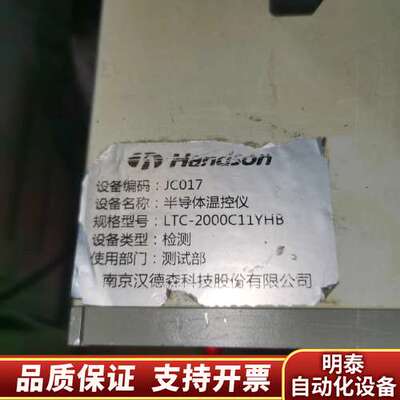 Handson
设备编码：JC017
设备名称：半导体温控仪
规格型号：LTC-2000C11YHB
设备类型：检测
使用部门：测试部
南京汉德森科技股份有限公司
品质保证 支持开票
明泰
自动化设备